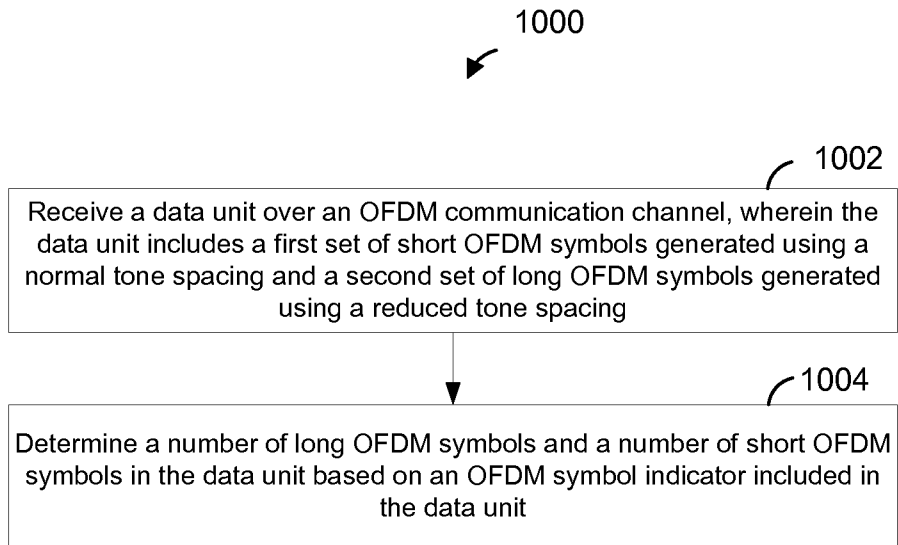 1000
1002
Receive a data unit over an OFDM communication channel, wherein the
data unit includes a first set of short OFDM symbols generated using a
normal tone spacing and a second set of long OFDM symbols generated
using a reduced tone spacing
1004
Determine a number of long OFDM symbols and a number of short OFDM
symbols in the data unit based on an OFDM symbol indicator included in
the data unit